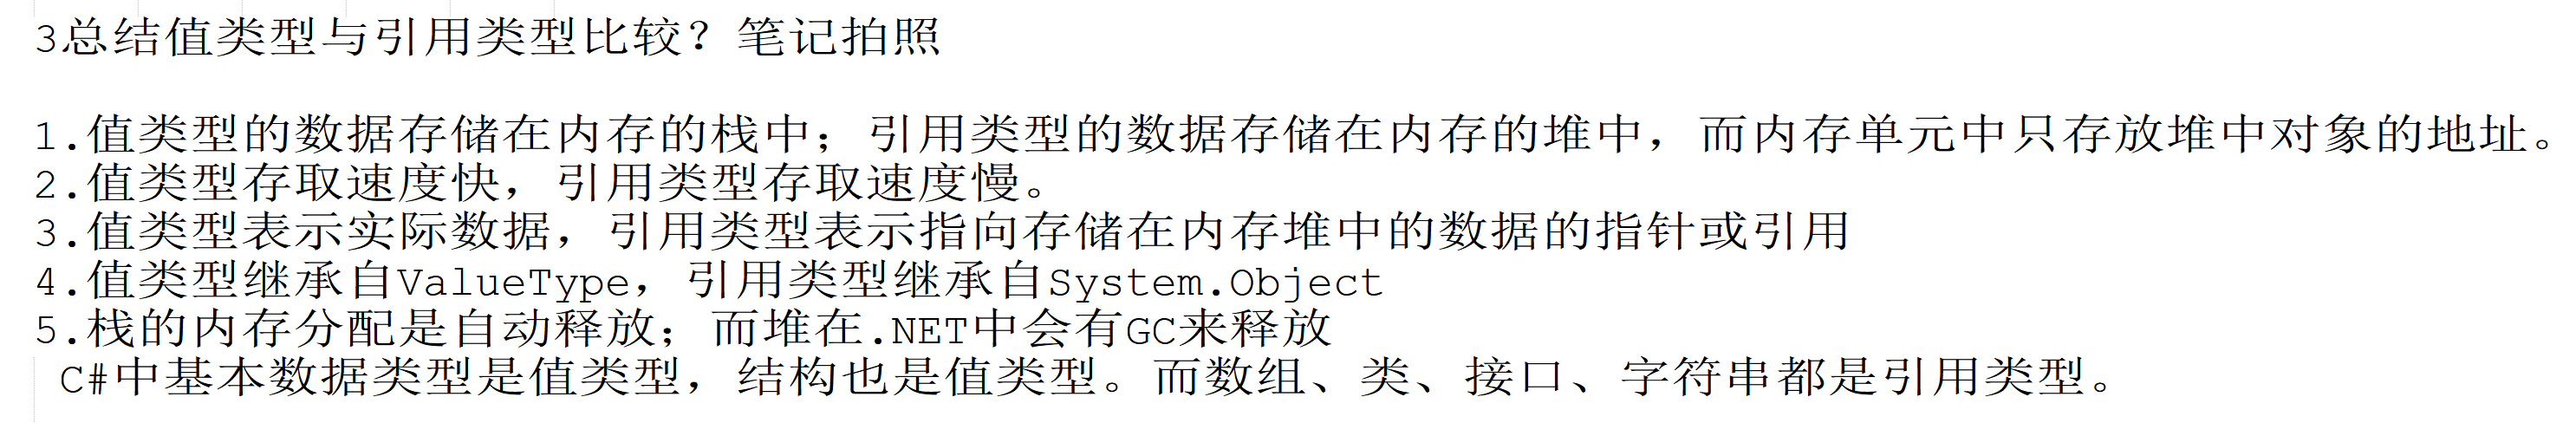 3总结值类型与引用类型比较？笔记拍照
1.值类型的数据存储在内存的栈中；引用类型的数据存储在内存的堆中，而内存单元中只存放堆中对象的地址。
2.值类型存取速度快，引用类型存取速度慢。
3.值类型表示实际数据，引用类型表示指向存储在内存堆中的数据的指针或引用
4.值类型继承自ValueType，引用类型继承自System.Object
5.栈的内存分配是自动释放；而堆在.NET中会有GC来释放
C#中基本数据类型是值类型，结构也是值类型。而数组、类、接口、字符串都是引用类型。